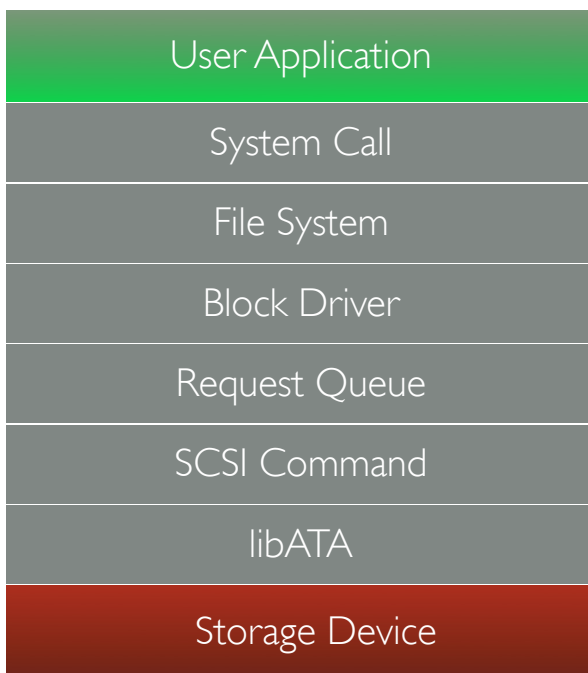 User Application
System Call
File System
Block Driver
Request Queue
SCSI Command
libATA
Storage Device